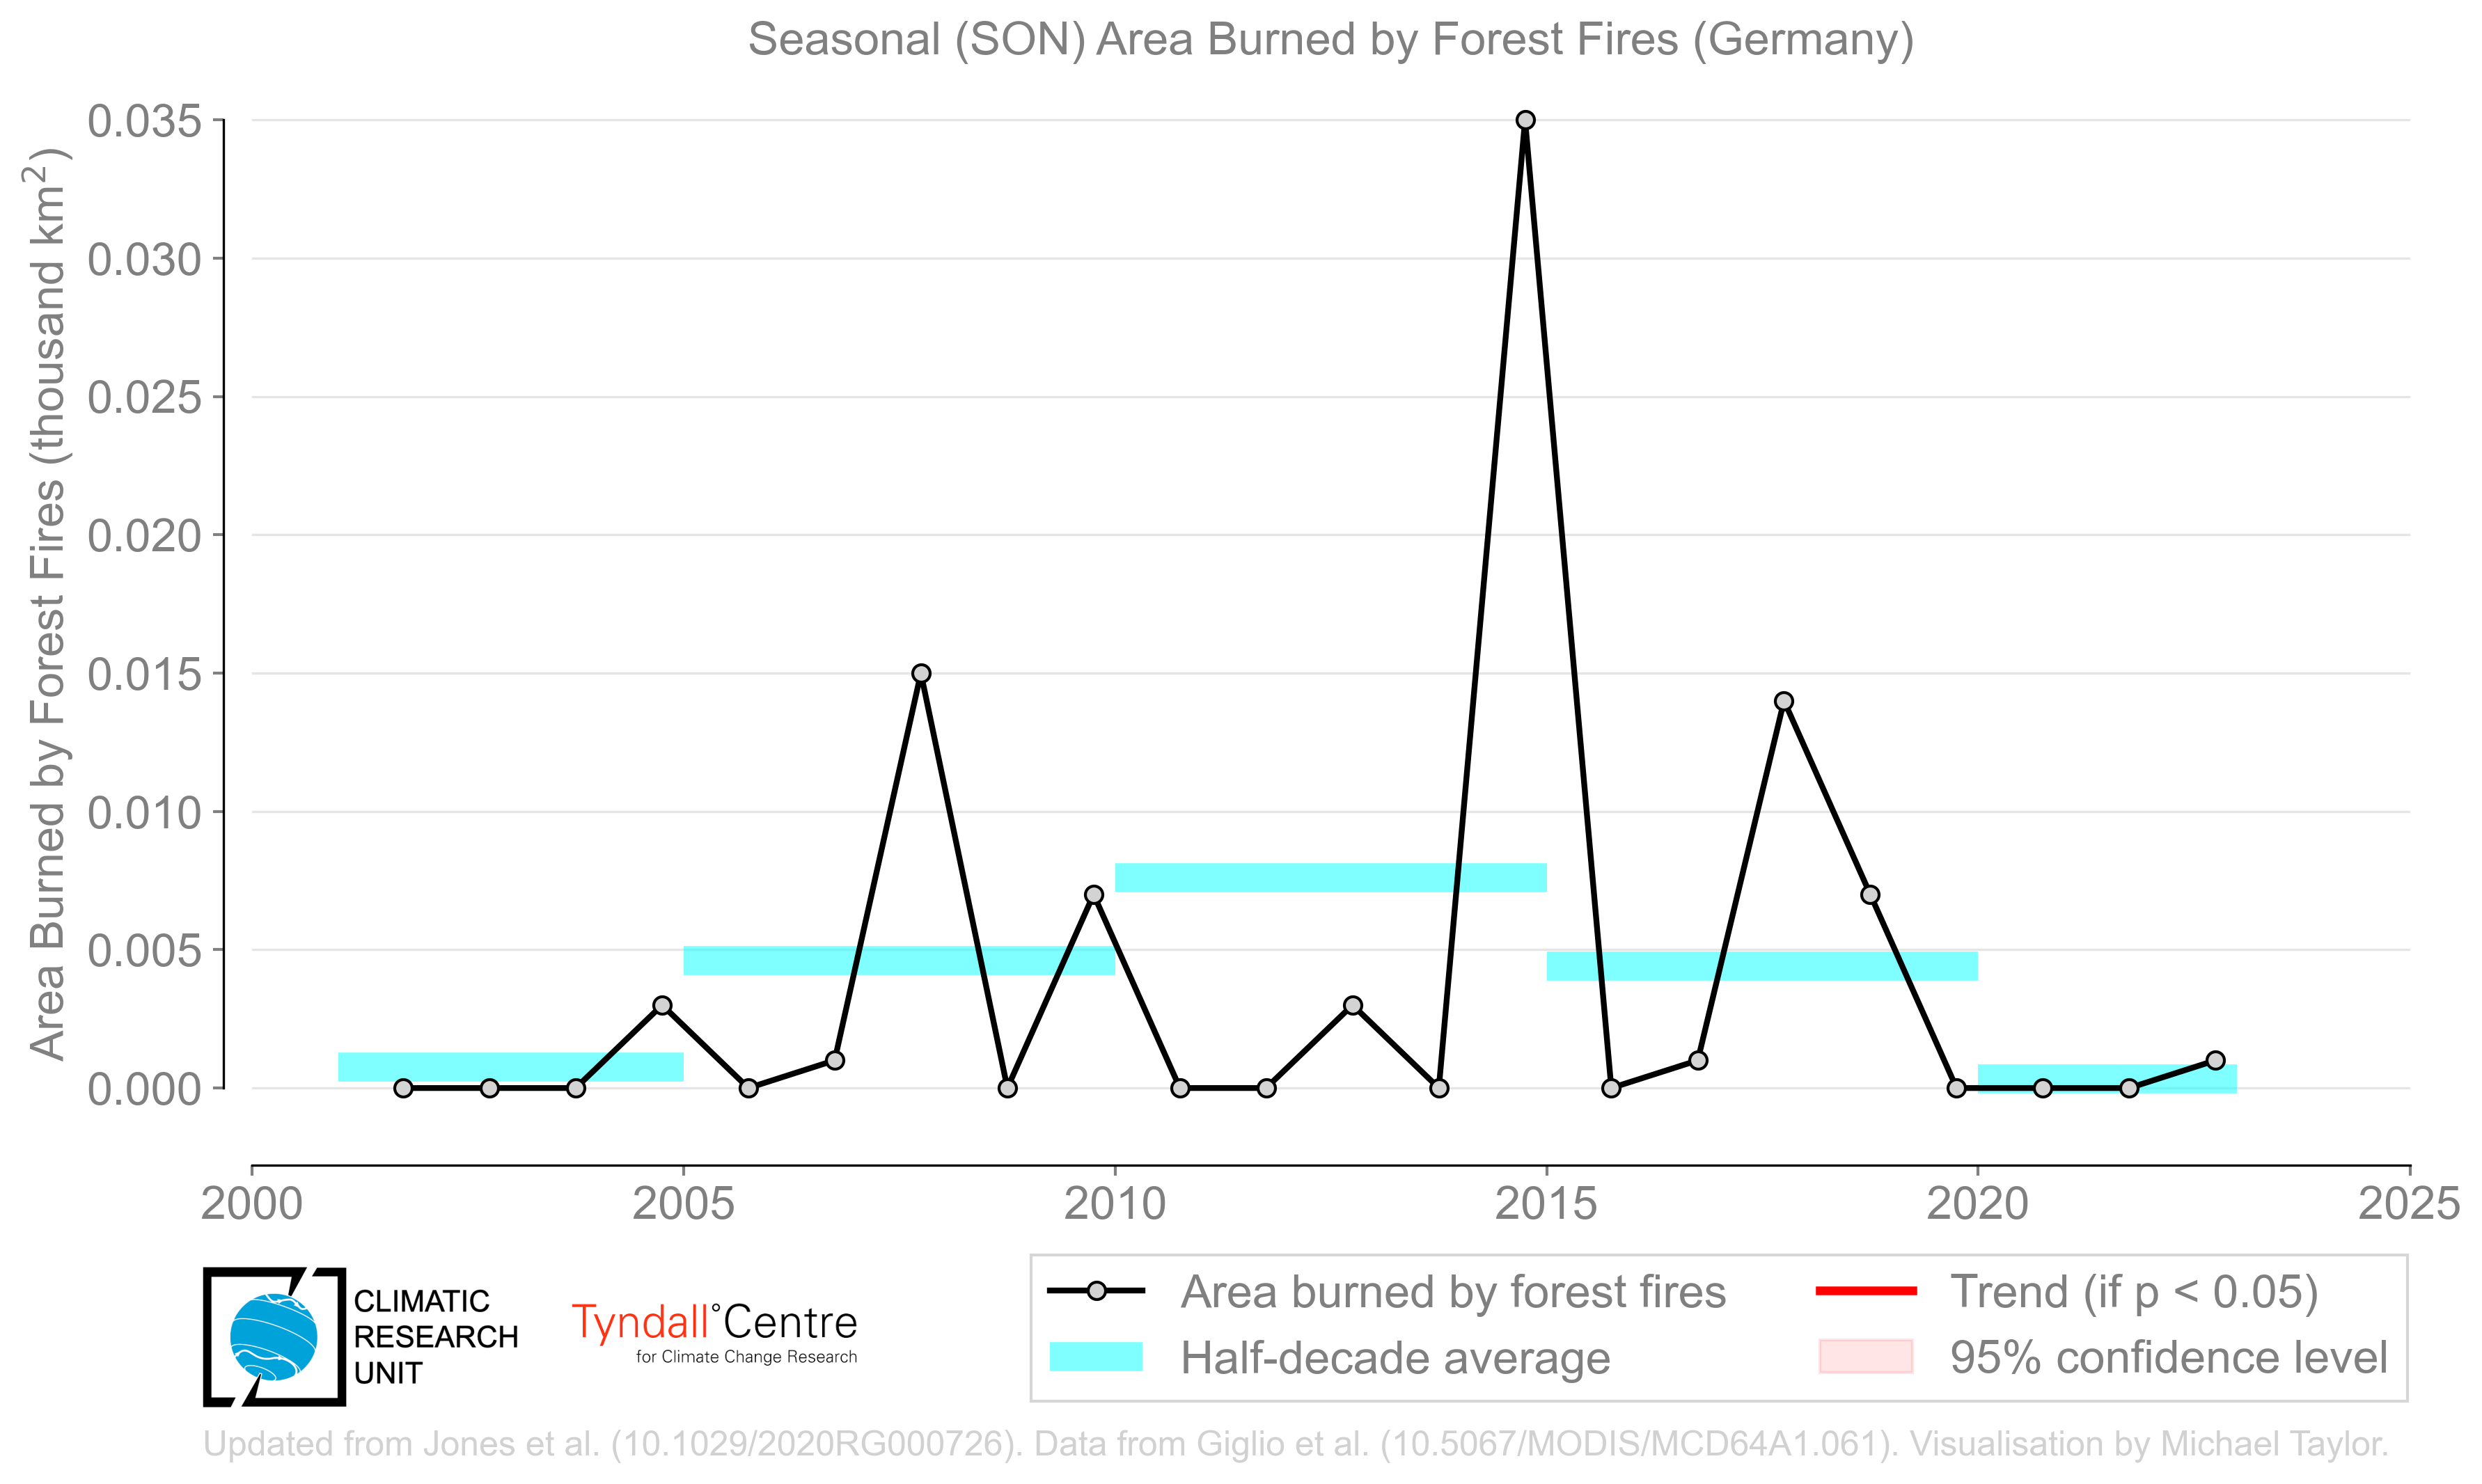 Seasonal (SON) Area Burned by Forest Fires (Germany)
Area Burned by Forest Fires (thousand km²)
0.035
0.030
0.025
0.020
0.015
0.010
0.005
0.000
2000 2005 2010 2015 2020 2025
CLIMATIC
RESEARCH
UNIT
Tyndall°Centre
for Climate Change Research
Area burned by forest fires
Half-decade average
Trend (if p < 0.05)
95% confidence level
Updated from Jones et al. (10.1029/2020RG000726). Data from Giglio et al. (10.5067/MODIS/MCD64A1.061). Visualisation by Michael Taylor.